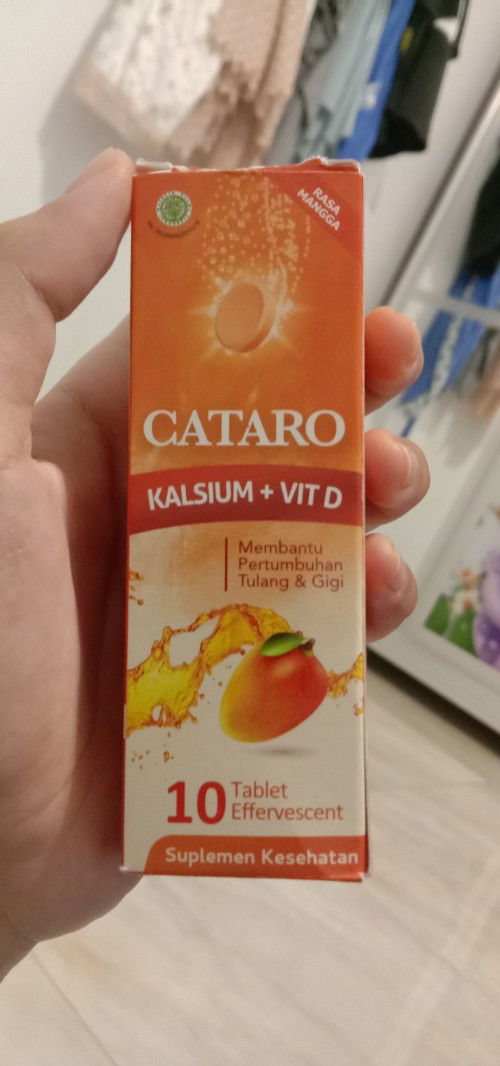 RASA
MANGGA
CATARO
KALSIUM + VIT D
Membantu
Pertumbuhan
Tulang & Gigi
10 Tablet
Effervescent
Suplemen Kesehatan